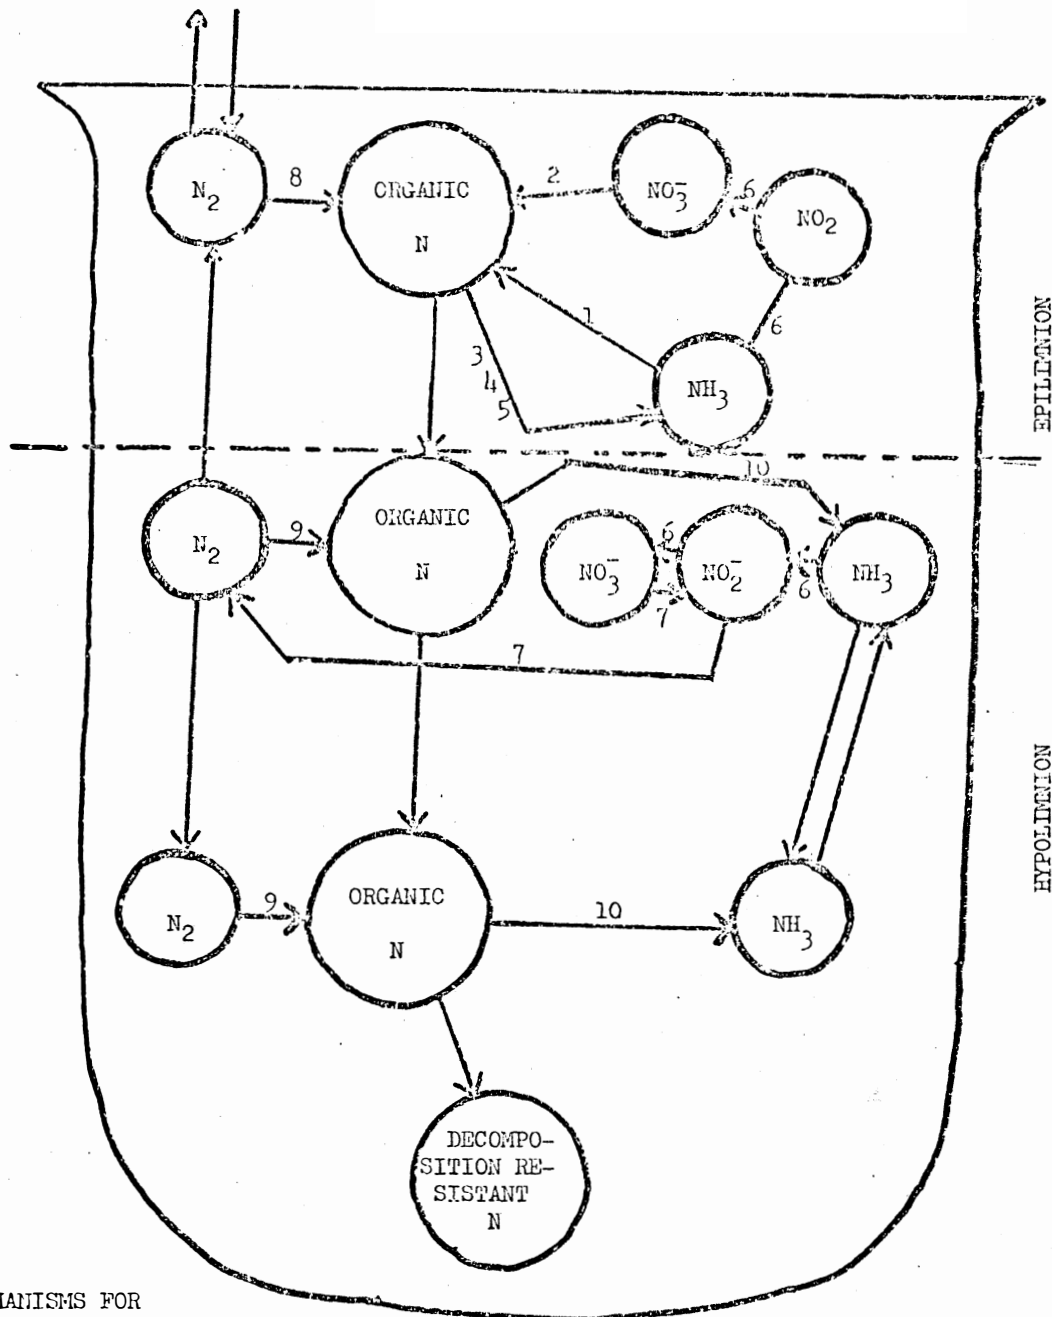 8
2
6
N₂
ORGANIC
N
NO₃⁻
NO₂
1
6
3
4
5
NH₃
EPILIMNION
10
N₂
9
ORGANIC
N
NO₃⁻
6
7
NO₂⁻
6
NH₃
7
HYPOLIMNION
N₂
9
ORGANIC
N
10
NH₃
DECOMPO-
SITION RE-
SISTANT
N
ANISMS FOR